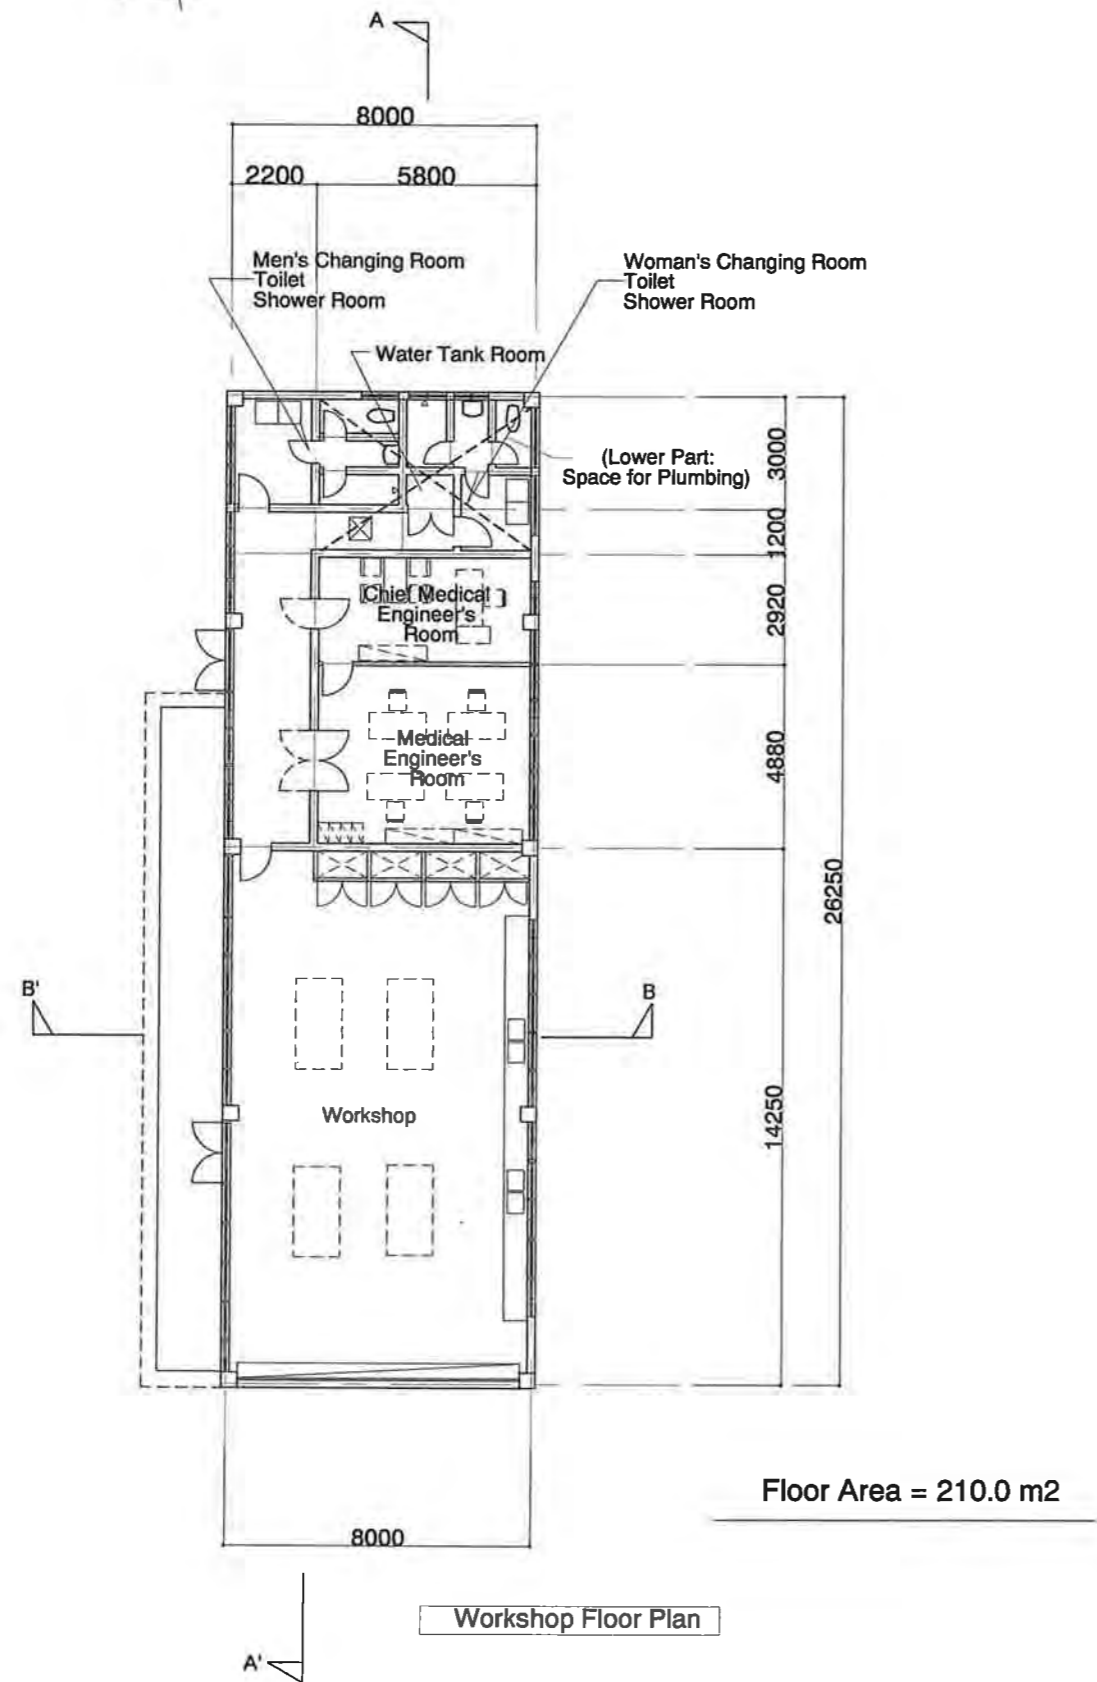 A
8000
2200
5800
Men's Changing Room
Toilet
Shower Room
Woman's Changing Room
Toilet
Shower Room
Water Tank Room
(Lower Part:
Space for Plumbing)
3000
1200
2920
4880
14250
26250
Chief Medical
Engineer's
Room
Medical
Engineer's
Room
B'
B
Workshop
Floor Area = 210.0 m2
8000
Workshop Floor Plan
A'